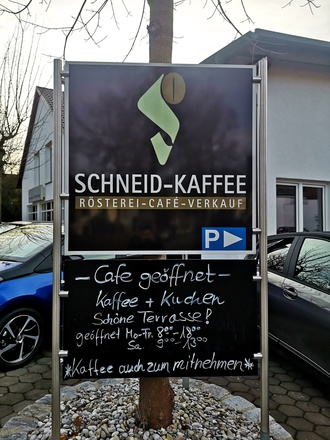 SCHNEID-KAFFEE
RÖSTEREI-CAFÉ-VERKAUF
P
- Cafe geöffnet -
Kaffee + Kuchen
Schöne Terrasse!
geöffnet Mo-Fr. 8⁰⁰-18⁰⁰
Sa. 9⁰⁰-13⁰⁰
*Kaffee auch zum mitnehmen*